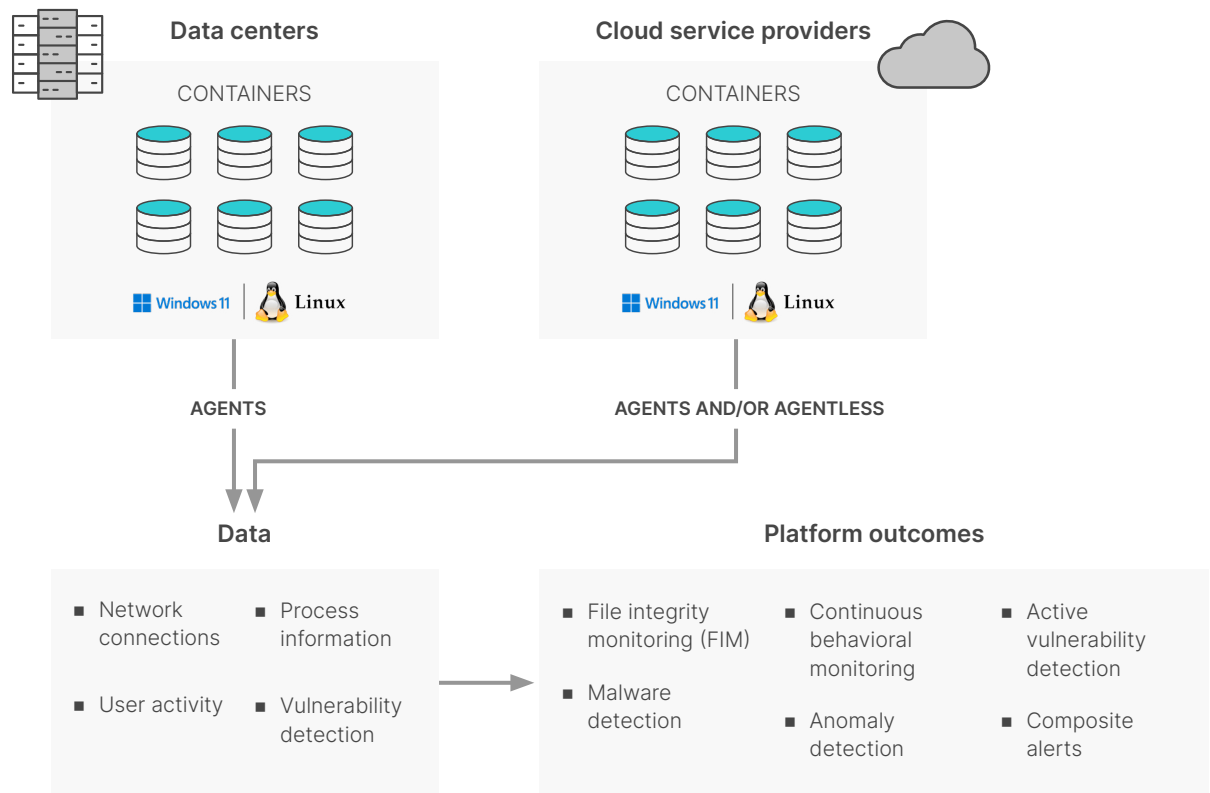 Data centers
Cloud service providers
CONTAINERS
CONTAINERS
Windows 11
Linux
Windows 11
Linux
AGENTS
AGENTS AND/OR AGENTLESS
Data
Network
connections
Process
information
User activity
Vulnerability
detection
Platform outcomes
File integrity
monitoring (FIM)
Continuous
behavioral
monitoring
Active
vulnerability
detection
Malware
detection
Anomaly
detection
Composite
alerts